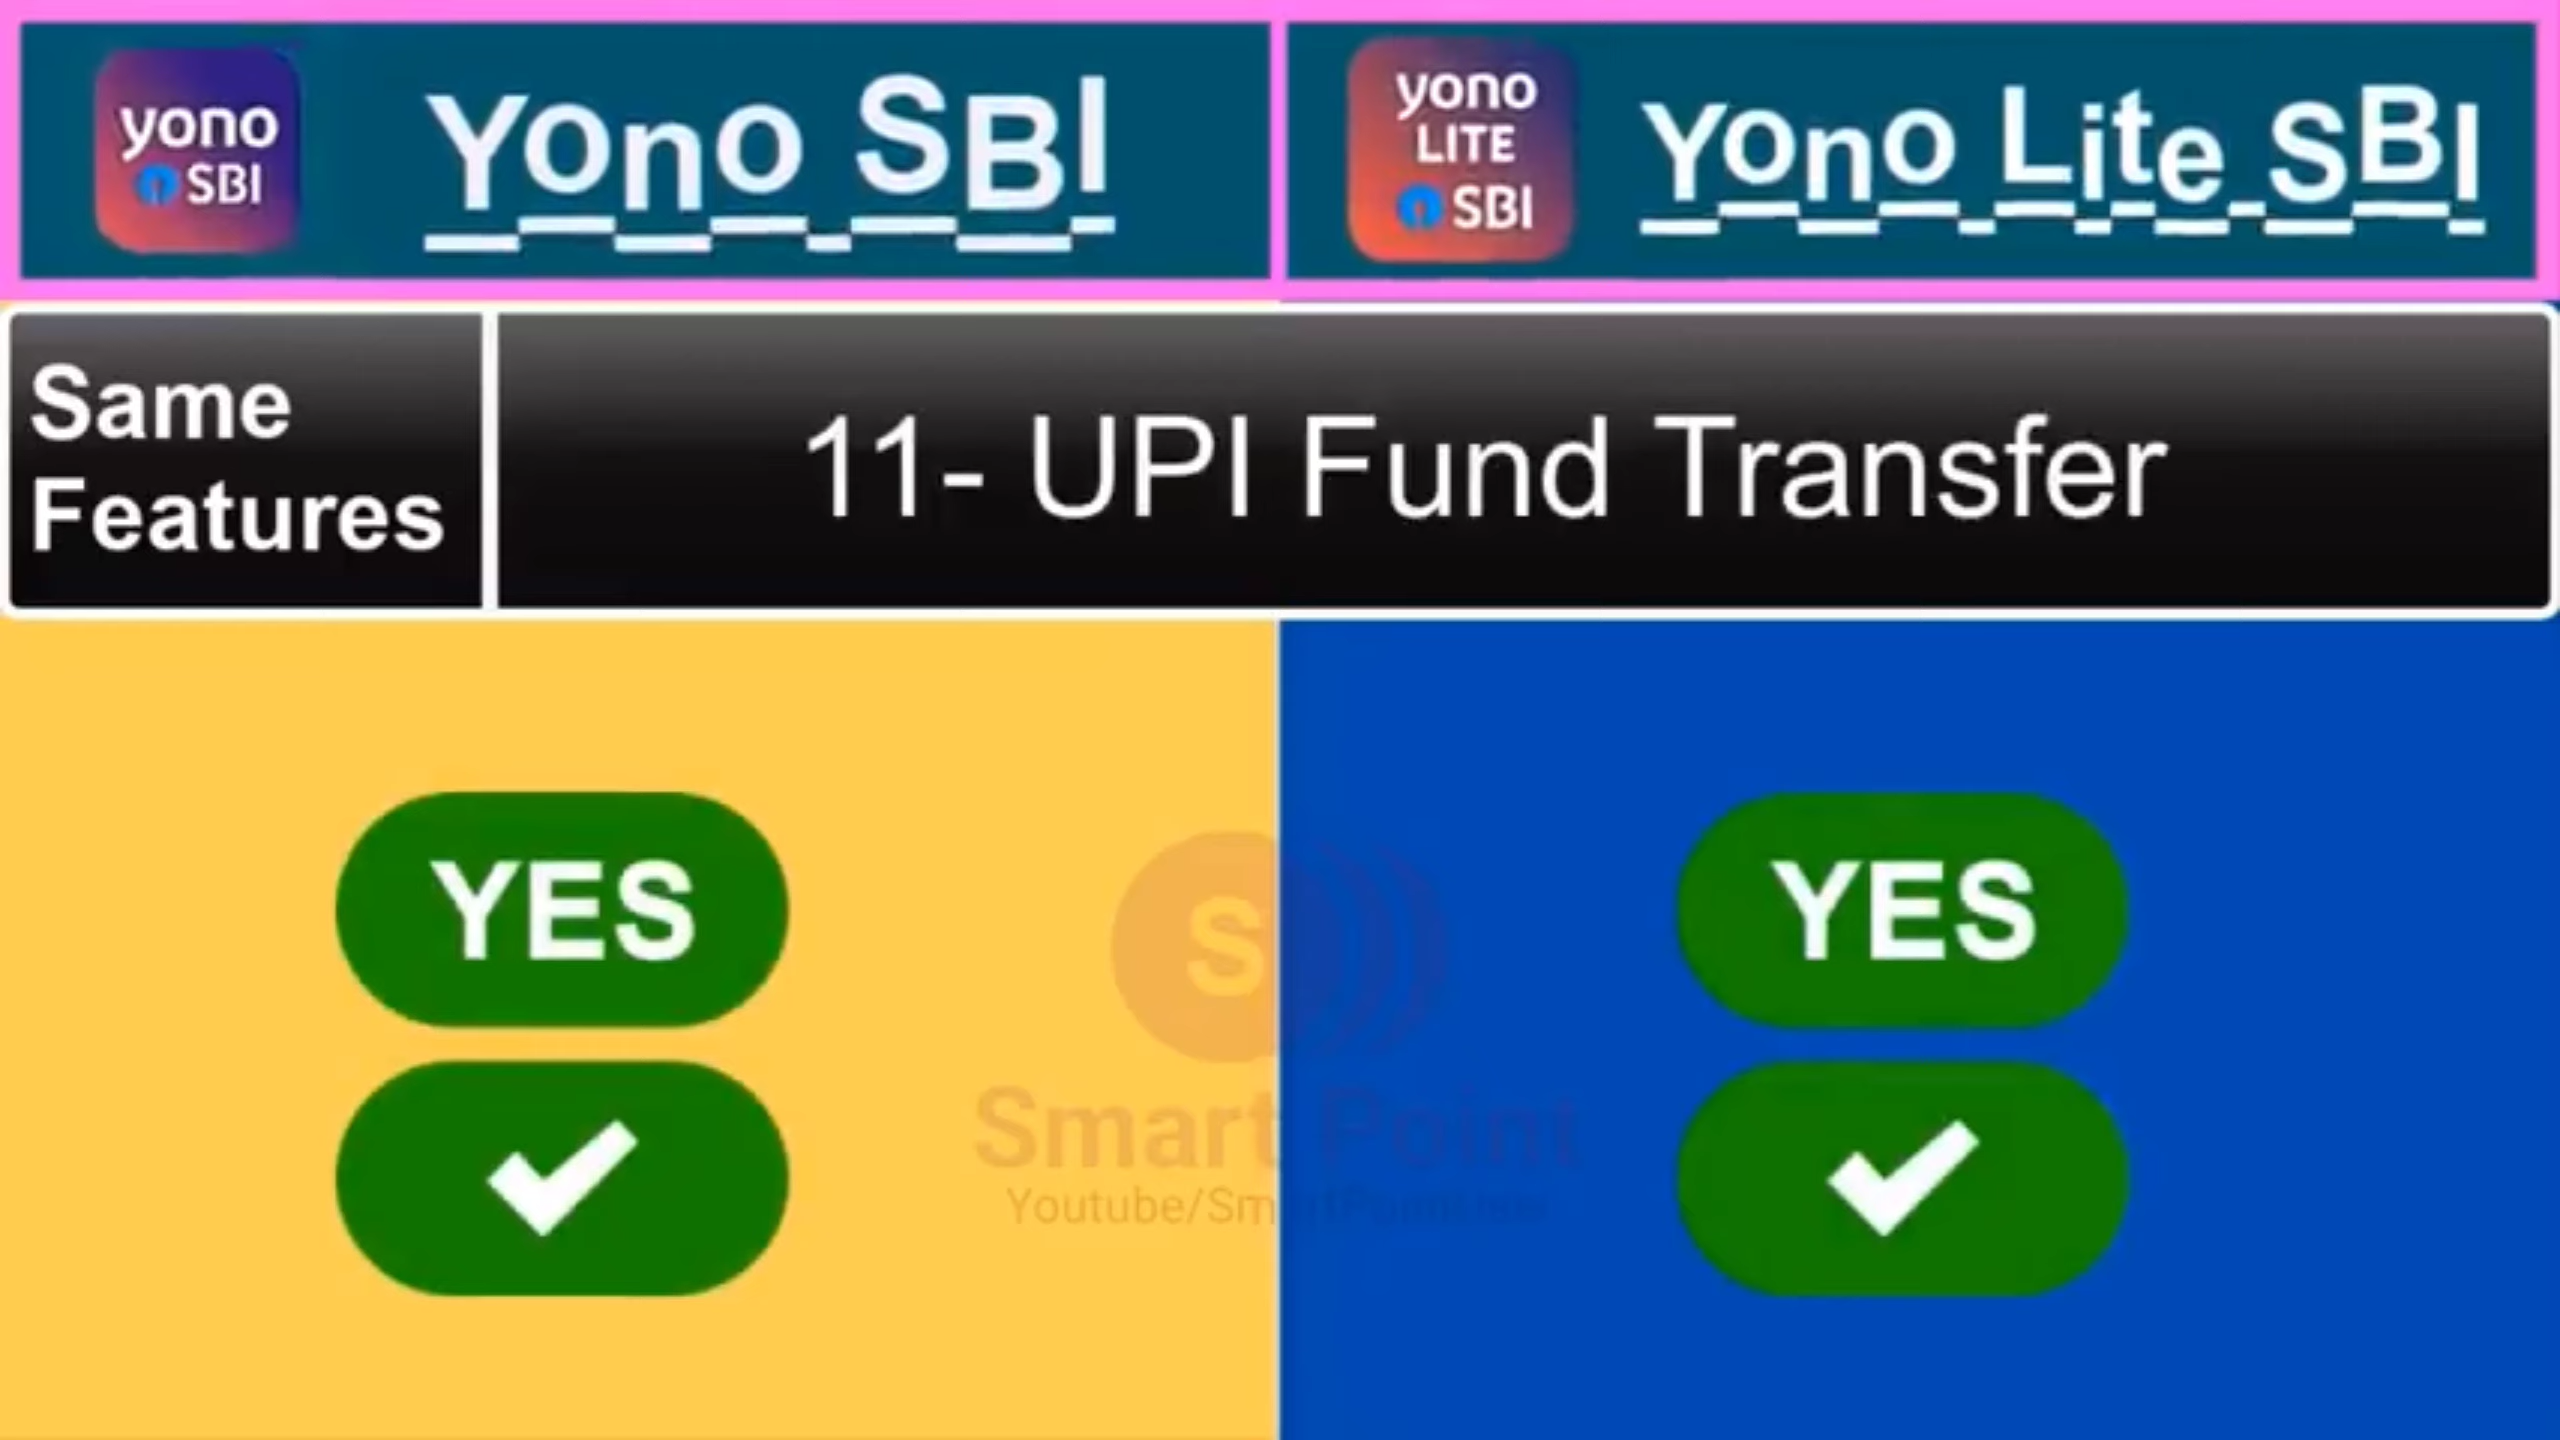 yono
SBI
Yono SBI
yono
LITE
SBI
Yono Lite SBI
Same
Features
11- UPI Fund Transfer
YES
YES
S
Smart Point